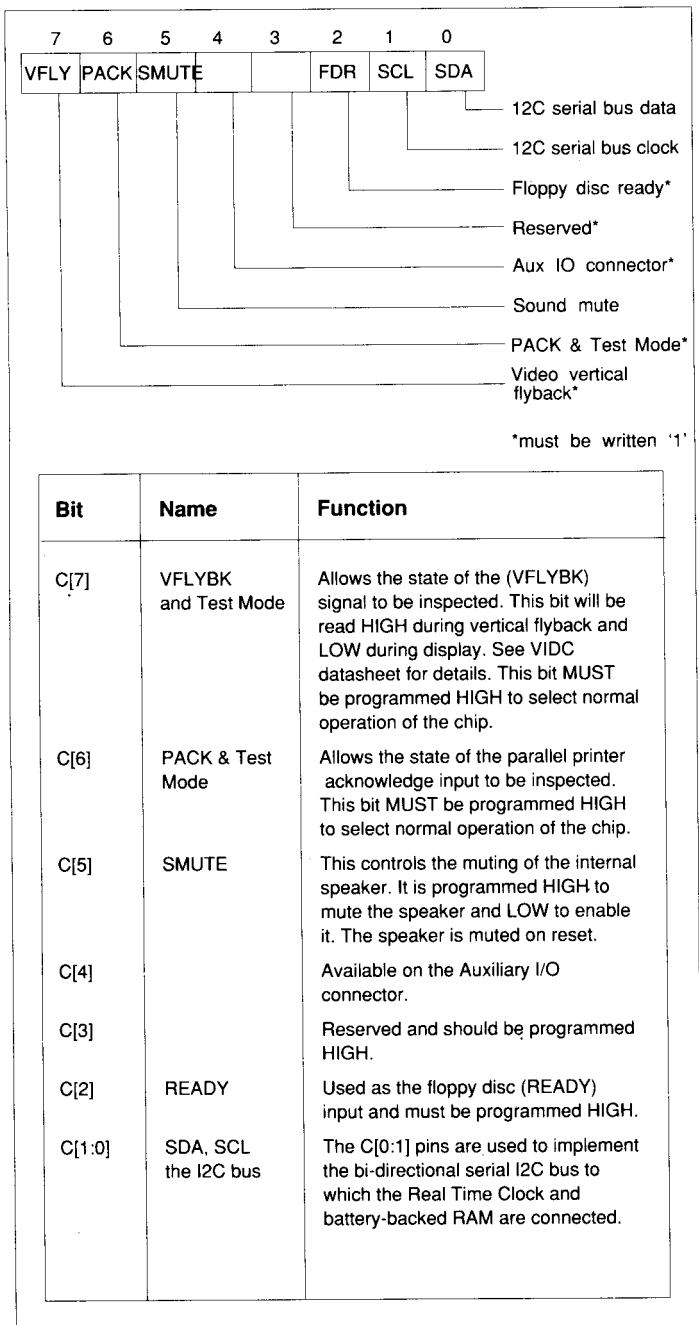 7 6 5 4 3 2 1 0
VFLY PACK SMUTE FDR SCL SDA
12C serial bus data
12C serial bus clock
Floppy disc ready*
Reserved*
Aux IO connector*
Sound mute
PACK & Test Mode*
Video vertical
flyback*
*must be written ‘1’
Bit Name Function
C[7] VFLYBK Allows the state of the (VFLYBK)
and Test Mode signal to be inspected. This bit will be
read HIGH during vertical flyback and
LOW during display. See VIDC
datasheet for details. This bit MUST
be programmed HIGH to select normal
operation of the chip.
C[6] PACK & Test Allows the state of the parallel printer
Mode acknowledge input to be inspected.
This bit MUST be programmed HIGH
to select normal operation of the chip.
C[5] SMUTE This controls the muting of the internal
speaker. It is programmed HIGH to
mute the speaker and LOW to enable
it. The speaker is muted on reset.
C[4] Available on the Auxiliary I/O
connector.
C[3] Reserved and should be programmed
HIGH.
C[2] READY Used as the floppy disc (READY)
input and must be programmed HIGH.
C[1:0] SDA, SCL The C[0:1] pins are used to implement
the I2C bus the bi-directional serial I2C bus to
which the Real Time Clock and
battery-backed RAM are connected.